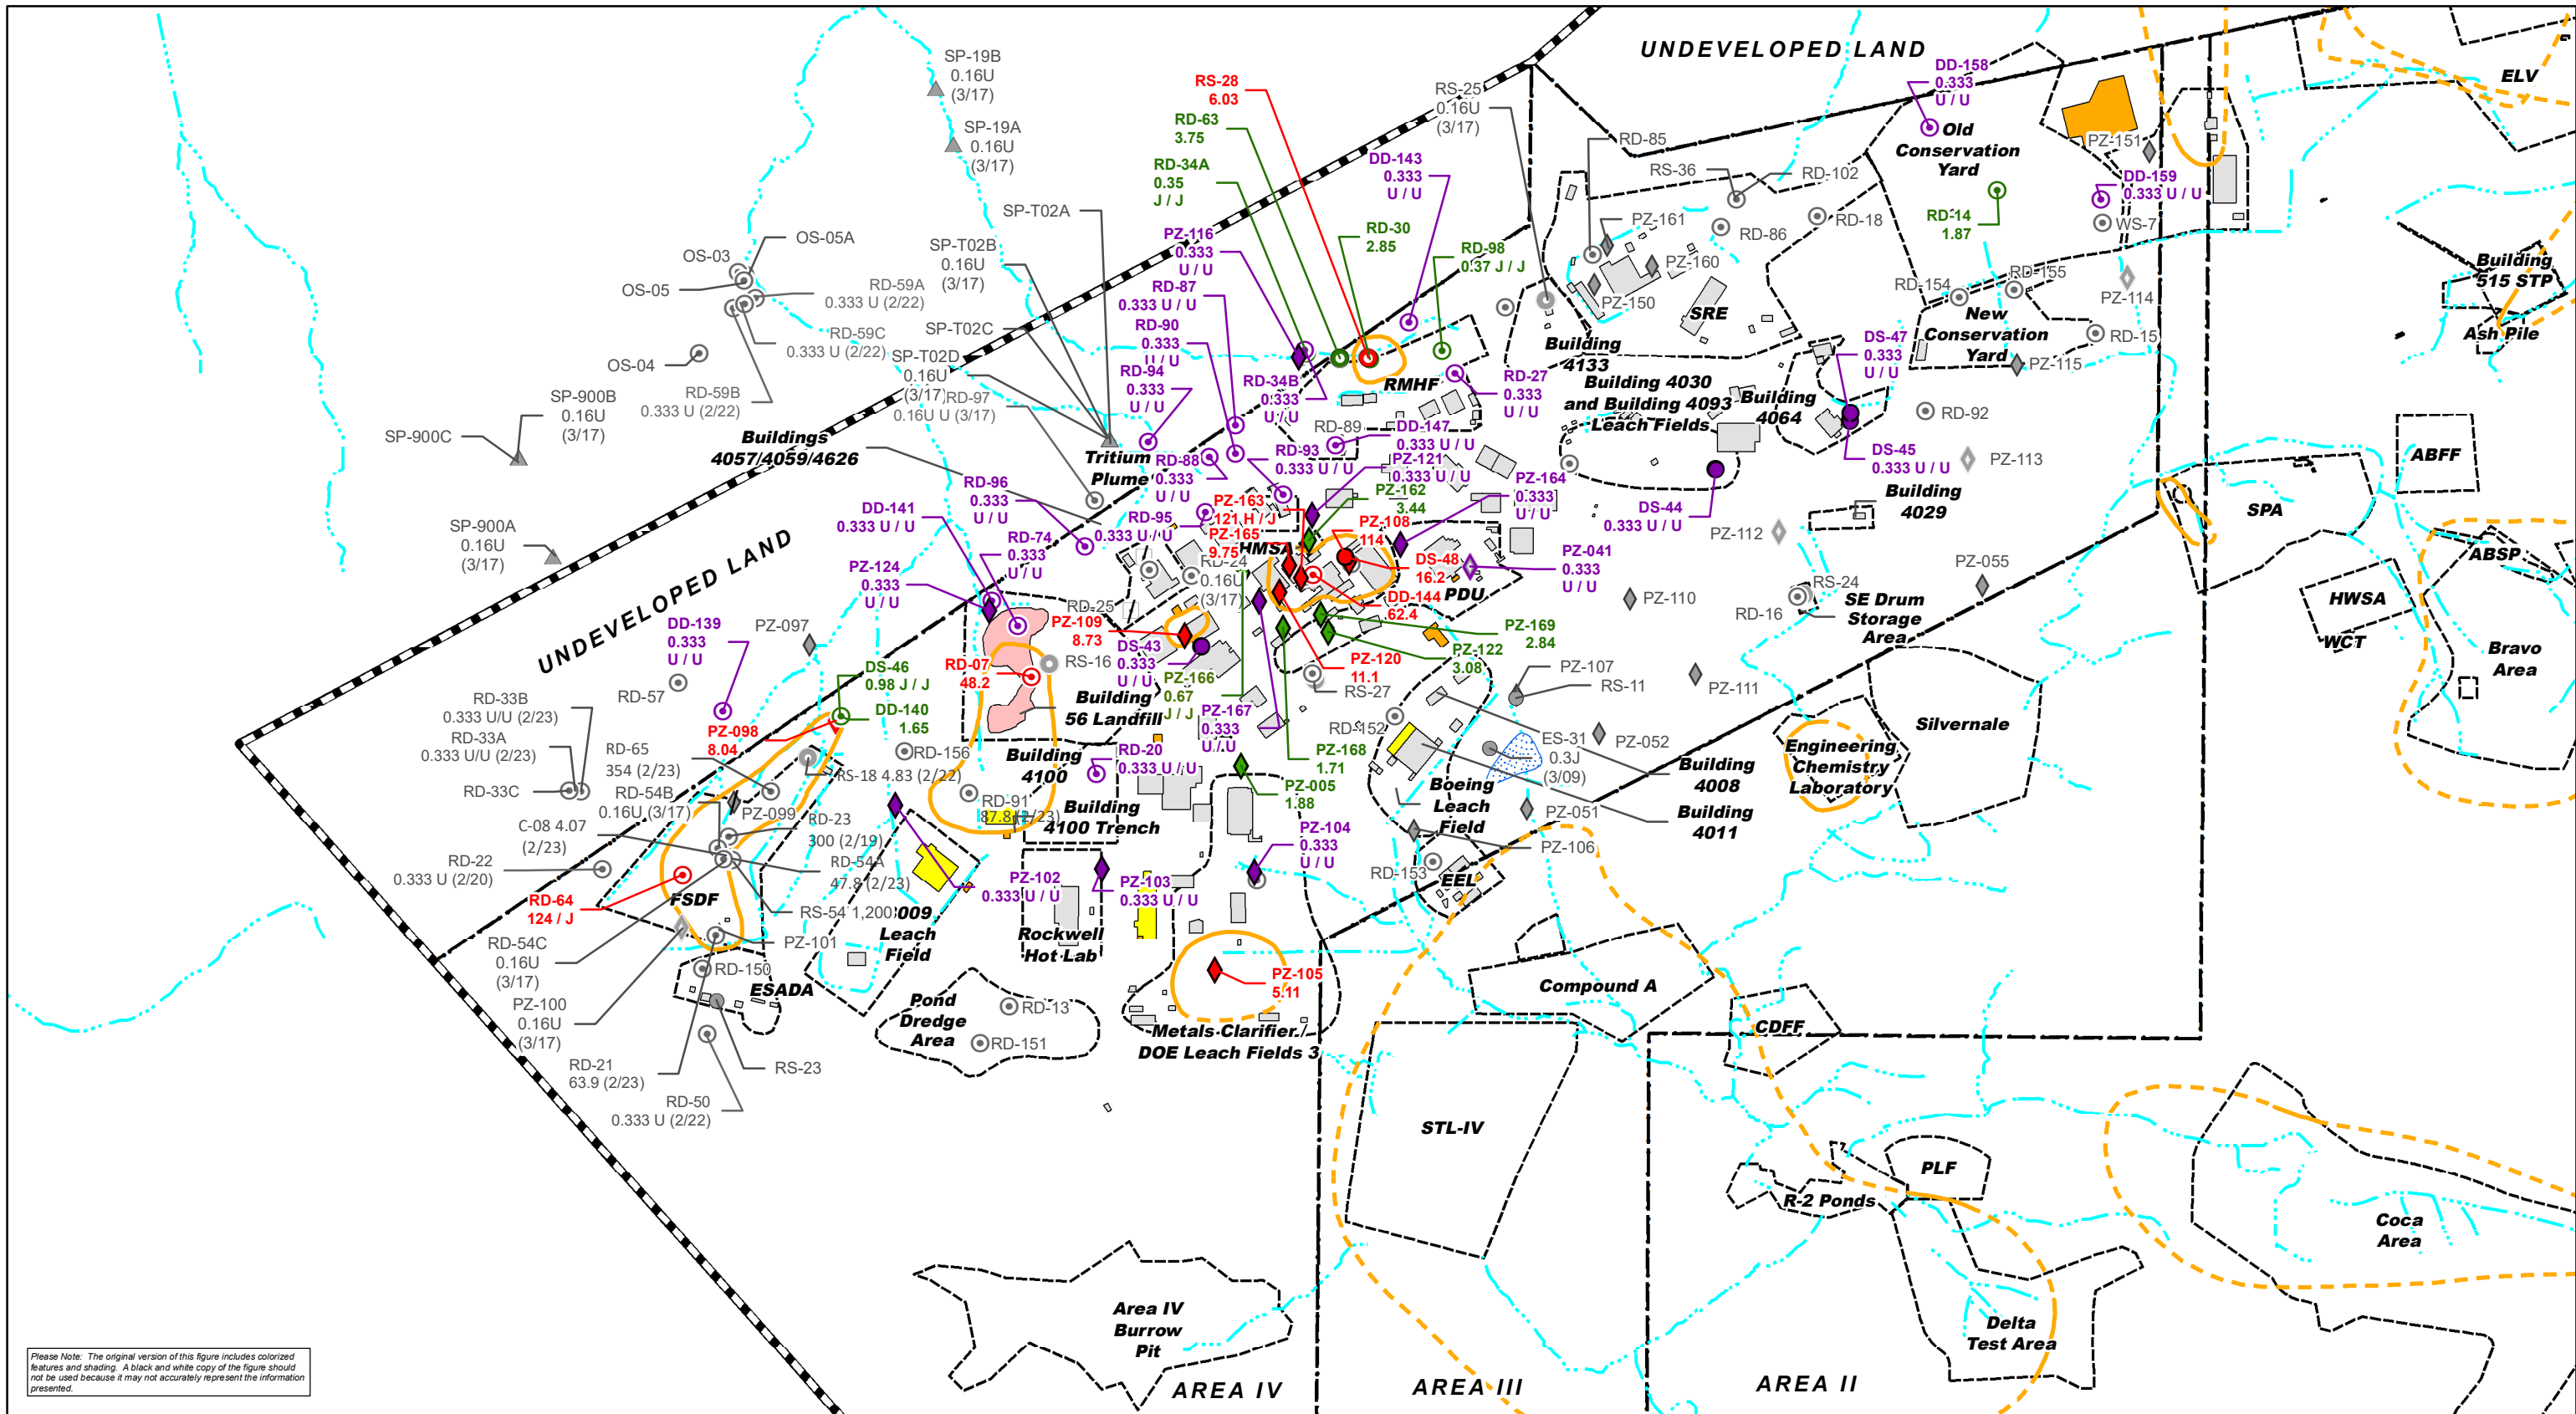 UNDEVELOPED LAND
ELV
SP-19B
0.16U
(3/17)
SP-19A
0.16U
(3/17)
RS-28
6.03
RD-63
3.75
RD-34A
0.35
J / J
RS-25
0.16U
(3/17)
DD-143
0.333
U / U
DD-158
0.333
U / U
Old
Conservation
Yard
PZ-151
DD-159
0.333 U / U
WS-7
RD-14
1.87
RD-85
RS-36
RD-102
PZ-161
RD-18
RD-86
PZ-160
PZ-150
SRE
SP-T02A
SP-T02B
0.16U
(3/17)
SP-T02C
SP-T02D
0.16U
(3/17)
RD-97
0.16U U (3/17)
PZ-116
0.333
U / U
RD-87
0.333 U / U
RD-90
0.333
U / U
RD-94
0.333
U / U
RD-30
2.85
RD-98
0.37 J / J
OS-03
OS-05A
OS-05
RD-59A
0.333 U (2/22)
RD-59C
0.333 U (2/22)
OS-04
RD-59B
0.333 U (2/22)
SP-900B
0.16U
(3/17)
SP-900C
SP-900A
0.16U
(3/17)
Buildings
4057/4059/4626
Tritium
Plume
RD-34B
0.333
U / U
RMHF
RD-27
0.333
U / U
RD-89
DD-147
0.333 U / U
RD-93
0.333 U / U
PZ-121
0.333 U / U
RD-88
0.333
U / U
Building
4133
Building 4030
and Building 4093
Leach Fields
Building
4064
DS-47
0.333
U / U
DS-45
0.333 U / U
DS-44
0.333 U / U
RD-154
RD-155
New
Conservation
Yard
PZ-114
RD-15
PZ-115
RD-92
PZ-113
Building
4029
PZ-112
Building
515 STP
Ash Pile
ABFF
SPA
ABSP
HWSA
WCT
Bravo
Area
RD-96
0.333
U / U
RD-95
0.333 U / U
DD-141
0.333 U / U
RD-74
0.333
U / U
PZ-124
0.333
U / U
PZ-163
121 H / J
PZ-165
9.75
HMSA
RD-24
0.16U
(3/17)
PZ-162
3.44
PZ-108
114
PZ-164
0.333
U / U
DS-48
16.2
DD-144
62.4
PDU
PZ-041
0.333
U / U
PZ-110
PZ-055
RS-24
RD-16
SE Drum
Storage
Area
UNDEVELOPED LAND
DD-139
0.333
U / U
PZ-097
RD-57
DS-46
0.98 J / J
DD-140
1.65
PZ-098
8.04
RD-25
PZ-109
8.73
RS-16
RD-07
48.2
Building
56 Landfill
DS-43
0.333
U / U
PZ-166
0.67
J / J
PZ-167
0.333
U / U
PZ-120
11.1
RS-27
PZ-122
3.08
PZ-169
2.84
PZ-168
1.71
PZ-005
1.88
PZ-107
RS-11
PZ-111
PZ-052
RD-152
ES-31
0.3J
(3/09)
PZ-051
PZ-106
RD-153
EEL
Boeing
Leach
Field
Building
4008
Building
4011
Silvernale
Engineering
Chemistry
Laboratory
RD-33B
0.333 U/U (2/23)
RD-33A
0.333 U/U (2/23)
RD-33C
RD-65
354 (2/23)
RD-54B
0.16U (3/17)
C-08 4.07
(2/23)
RD-22
0.333 U (2/20)
RD-64
124 / J
FSDF
RS-18 4.83 (2/22)
RD-156
PZ-099
RD-23
300 (2/19)
RD-54A
47.8 (2/23)
RS-54 1,200
PZ-101
RD-54C
0.16U
(3/17)
RD-91
87.8 (2/23)
Building
4100
Building
4100 Trench
RD-20
0.333 U / U
PZ-102
0.333 U / U
PZ-103
0.333 U / U
PZ-104
0.333
U / U
009
Leach
Field
Rockwell
Hot Lab
PZ-105
5.11
Metals Clarifier /
DOE Leach Fields 3
RD-150
ESADA
PZ-100
0.16U
(3/17)
RD-21
63.9 (2/23)
RS-23
RD-50
0.333 U (2/22)
Pond
Dredge
Area
RD-13
RD-151
Compound A
CDFF
STL-IV
PLF
R-2 Ponds
Coca
Area
Delta
Test Area
Area IV
Burrow
Pit
AREA IV
AREA III
AREA II
Please Note: The original version of this figure includes colorized
features and shading. A black and white copy of the figure should
not be used because it may not accurately represent the information
presented.